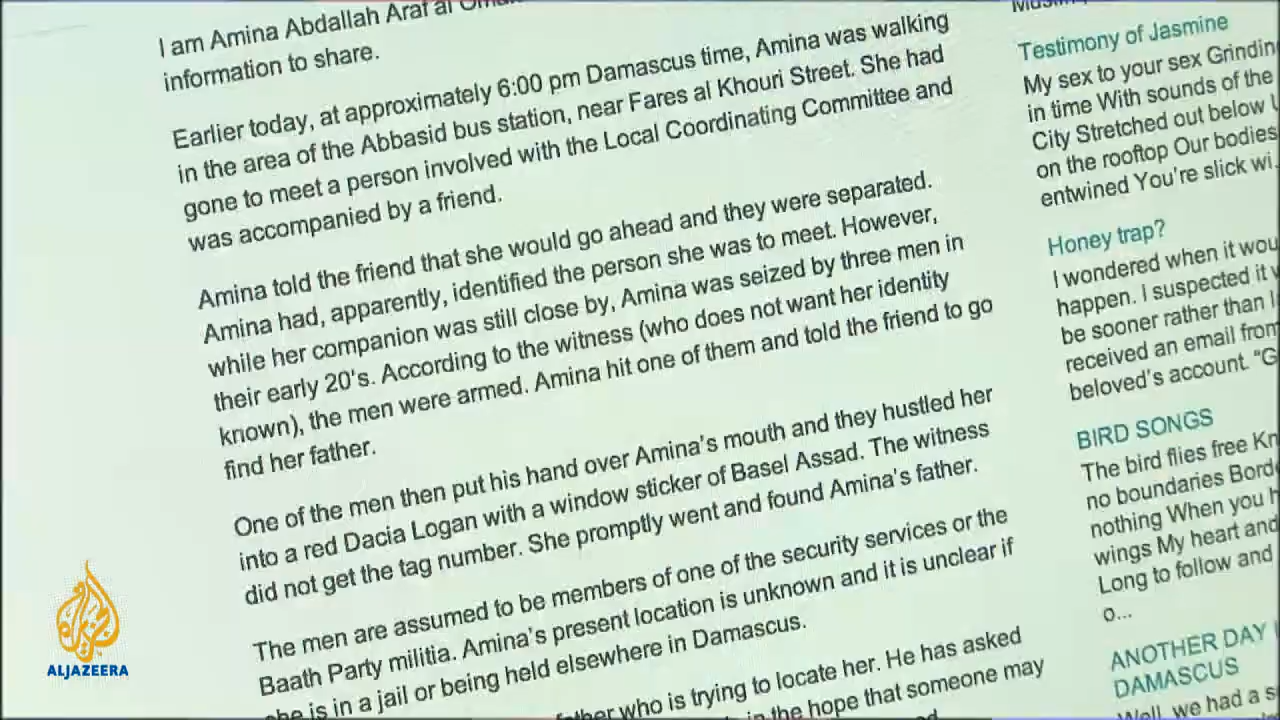 I am Amina Abdallah Araf al
information to share.
Earlier today, at approximately 6:00 pm Damascus time, Amina was walking
in the area of the Abbasid bus station, near Fares al Khouri Street. She had
gone to meet a person involved with the Local Coordinating Committee and
was accompanied by a friend.
Amina told the friend that she would go ahead and they were separated.
Amina had, apparently, identified the person she was to meet. However,
while her companion was still close by, Amina was seized by three men in
their early 20's. According to the witness (who does not want her identity
known), the men were armed. Amina hit one of them and told the friend to go
find her father.
One of the men then put his hand over Amina's mouth and they hustled her
into a red Dacia Logan with a window sticker of Basel Assad. The witness
did not get the tag number. She promptly went and found Amina's father.
The men are assumed to be members of one of the security services or the
Baath Party militia. Amina's present location is unknown and it is unclear if
she is in a jail or being held elsewhere in Damascus.
who is trying to locate her. He has asked
in the hope that someone may
Testimony of Jasmine
My sex to your sex Grinding
in time With sounds of the
City Stretched out below
on the rooftop Our bodies
entwined You're slick wi
Honey trap?
I wondered when it wou
happen. I suspected it
be sooner rather than
received an email from
beloved's account. "G
BIRD SONGS
The bird flies free Kn
no boundaries Bord
nothing When you h
wings My heart and
Long to follow and
o...
ANOTHER DAY
DAMASCUS
Well, we had a s
ALJAZEERA